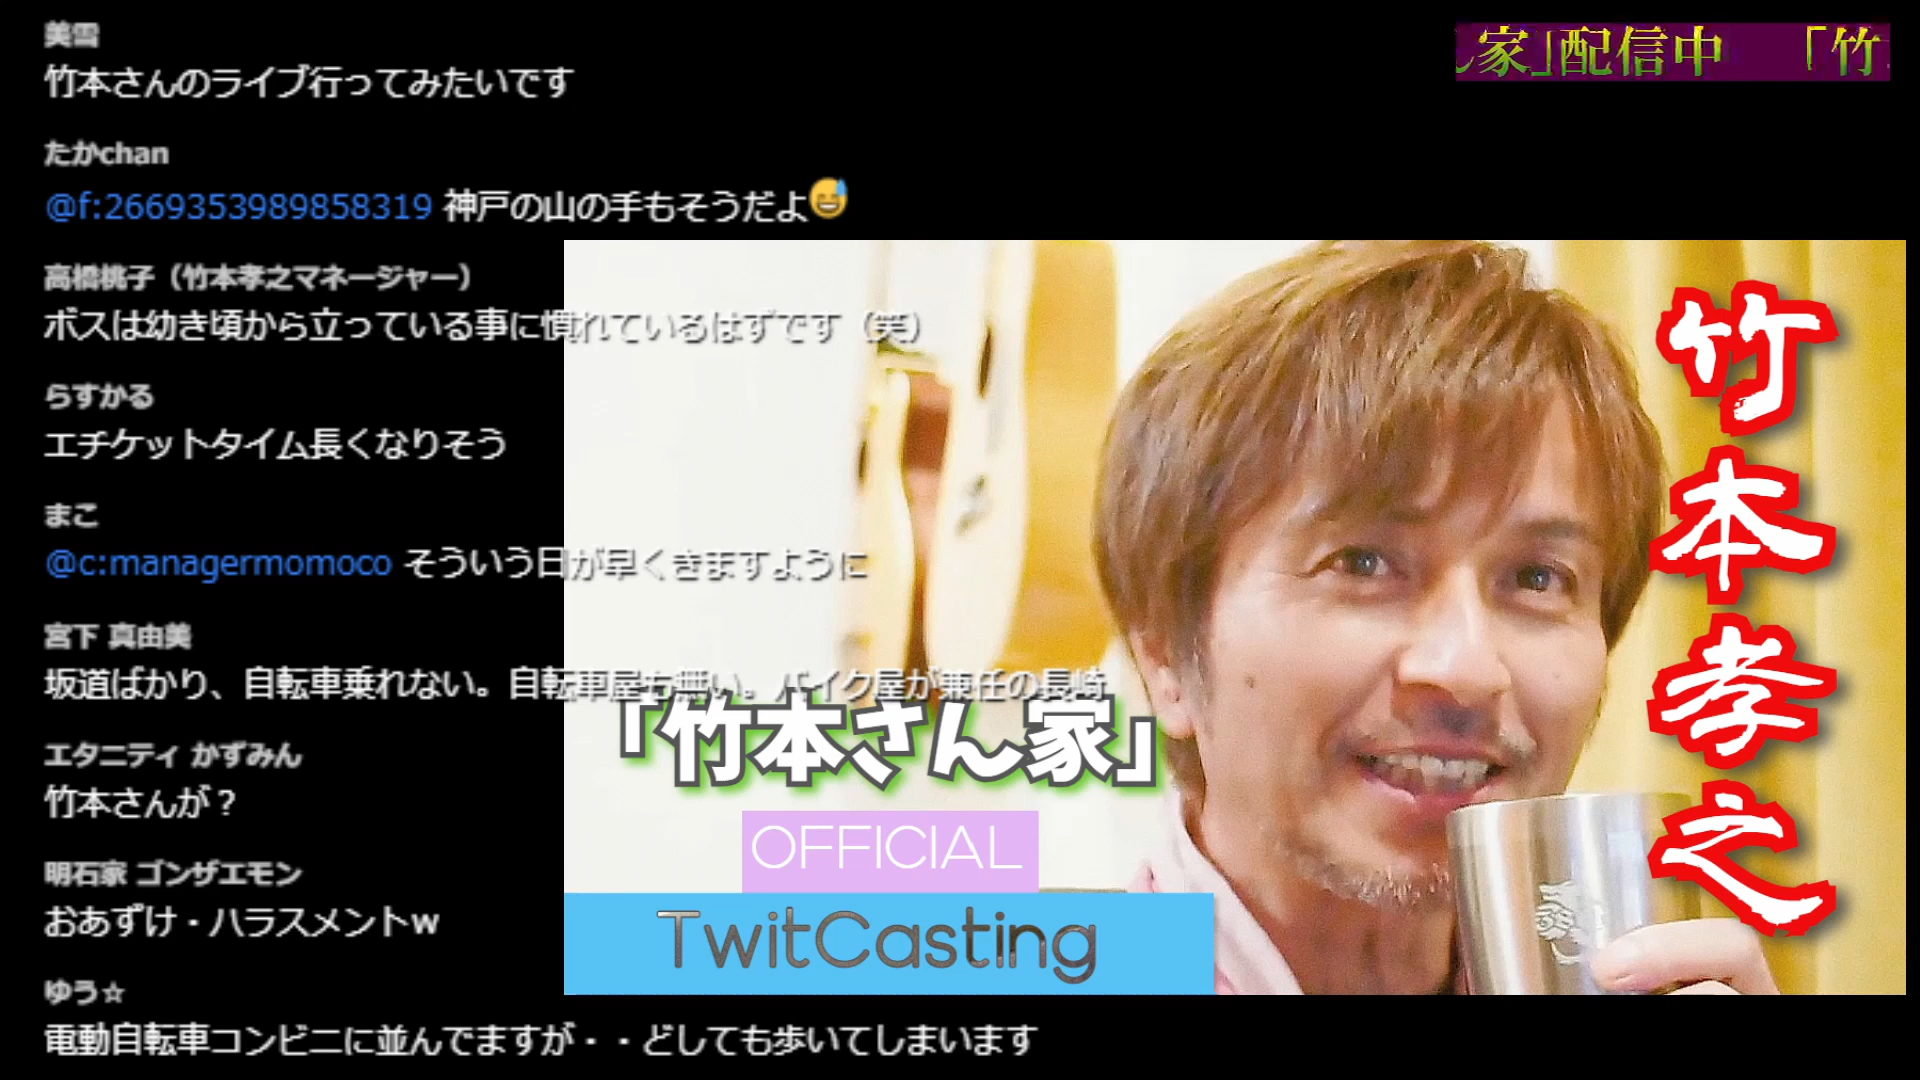 美雪
竹本さんのライブ行ってみたいです
たかchan
@f:2669353989858319 神戸の山の手もそうだよ😅
高橋桃子（竹本孝之マネージャー）
ボスは幼き頃から立っている事に慣れているはずです（笑）
らすかる
エチケットタイム長くなりそう
まこ
@c:managermomoco そういう日が早くきますように
宮下 真由美
坂道ばかり、自転車乗れない。自転車屋も無い。バイク屋が兼任の長崎
エタニティ かずみん
竹本さんが？
明石家 ゴンザエモン
おあずけ・ハラスメントw
ゆう☆
電動自転車コンビニに並んでますが・・どしても歩いてしまいます
ん家」配信中 「竹
竹本孝之
「竹本さん家」
OFFICIAL
TwitCasting